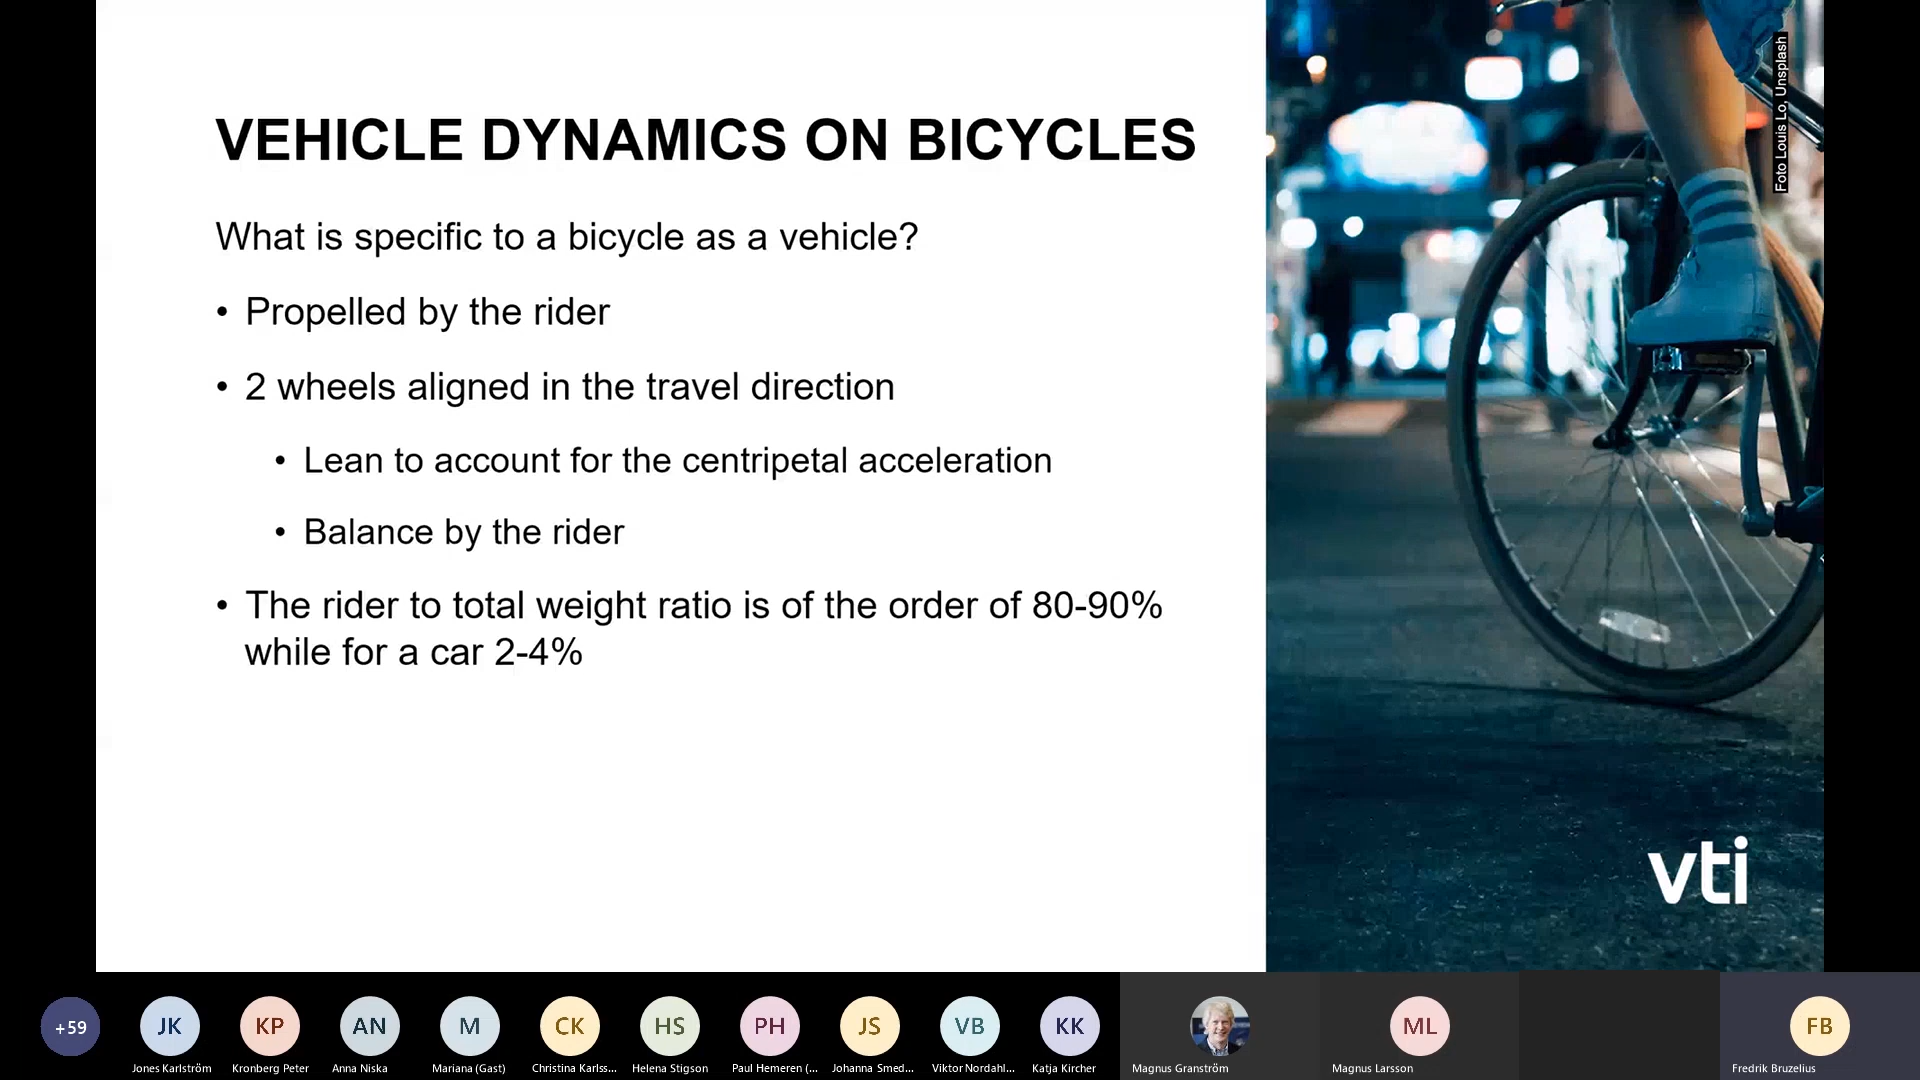 VEHICLE DYNAMICS ON BICYCLES
What is specific to a bicycle as a vehicle?
• Propelled by the rider
• 2 wheels aligned in the travel direction
• Lean to account for the centripetal acceleration
• Balance by the rider
• The rider to total weight ratio is of the order of 80-90%
while for a car 2-4%
Foto Louis Lo, Unsplash
vti
+59
JK
KP
AN
M
CK
HS
PH
JS
VB
KK
ML
FB
Jones Karlström
Kronberg Peter
Anna Niska
Mariana (Gast)
Christina Karlss...
Helena Stigson
Paul Hemeren (...
Johanna Smed...
Viktor Nordahl...
Katja Kircher
Magnus Granström
Magnus Larsson
Fredrik Bruzelius